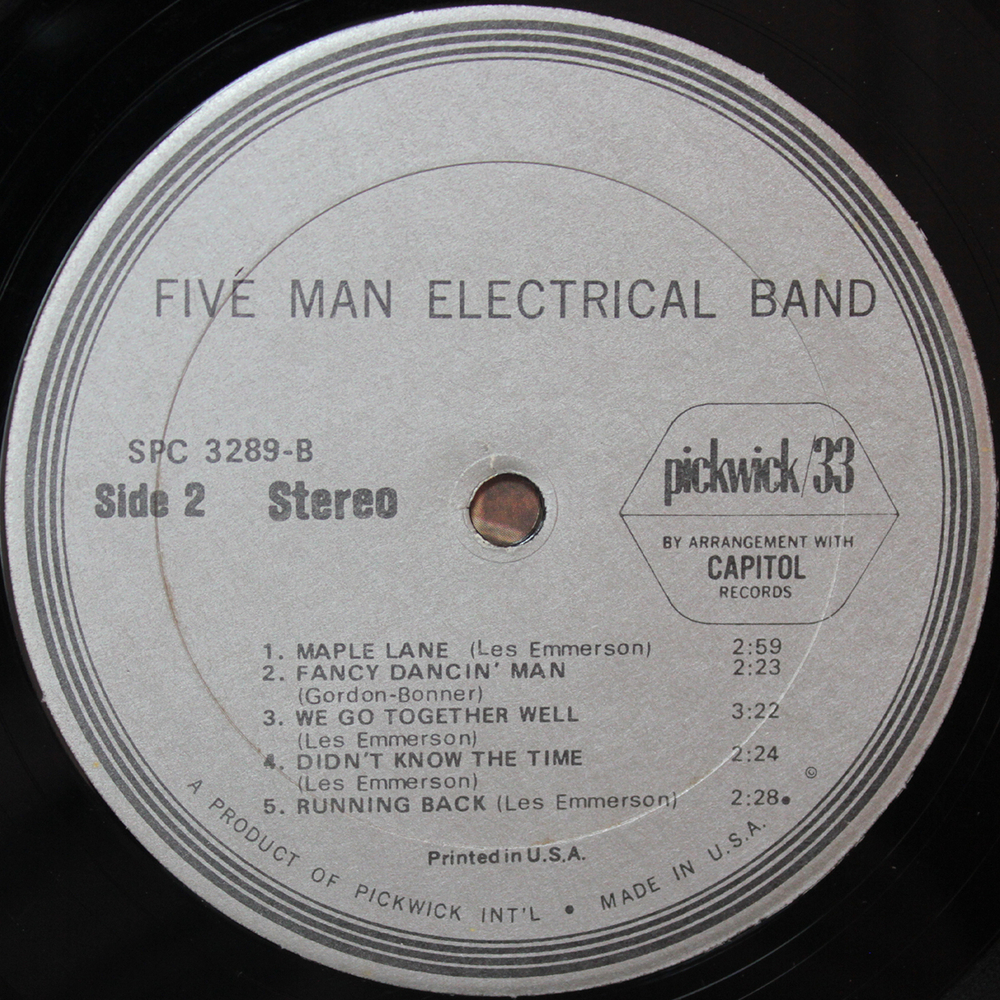 FIVE MAN ELECTRICAL BAND
SPC 3289-B
Side 2 Stereo
pickwick/33
BY ARRANGEMENT WITH
CAPITOL
RECORDS
1. MAPLE LANE (Les Emmerson) 2:59
2. FANCY DANCIN' MAN 2:23
(Gordon-Bonner)
3. WE GO TOGETHER WELL 3:22
(Les Emmerson)
4. DIDN'T KNOW THE TIME 2:24
(Les Emmerson)
5. RUNNING BACK (Les Emmerson) 2:28
©
Printed in U.S.A.
A PRODUCT OF PICKWICK INT'L • MADE IN U.S.A.